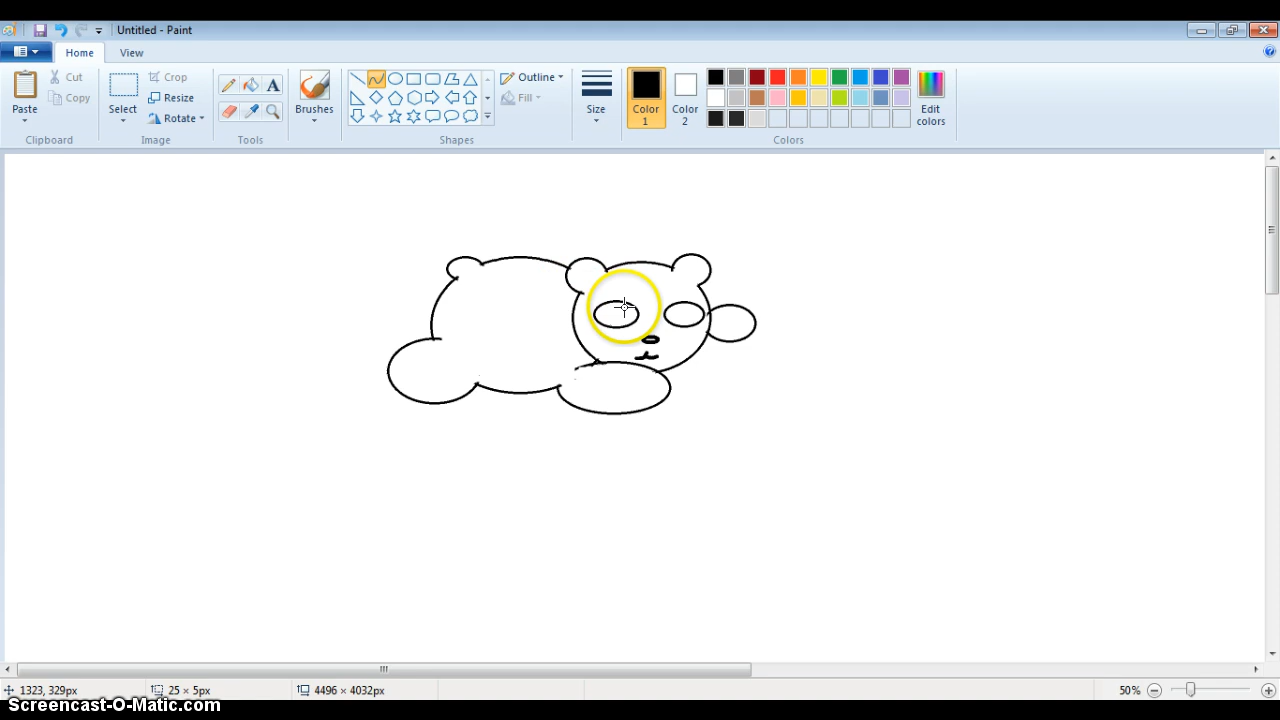 Untitled - Paint
Home View
Paste Cut Copy Clipboard
Select Crop Resize Rotate Image
A
Tools
Brushes
Outline Fill Shapes
Size
Color 1
Color 2
Edit colors
Colors
1323, 329px 25 × 5px 4496 × 4032px 50%
Screencast-O-Matic.com